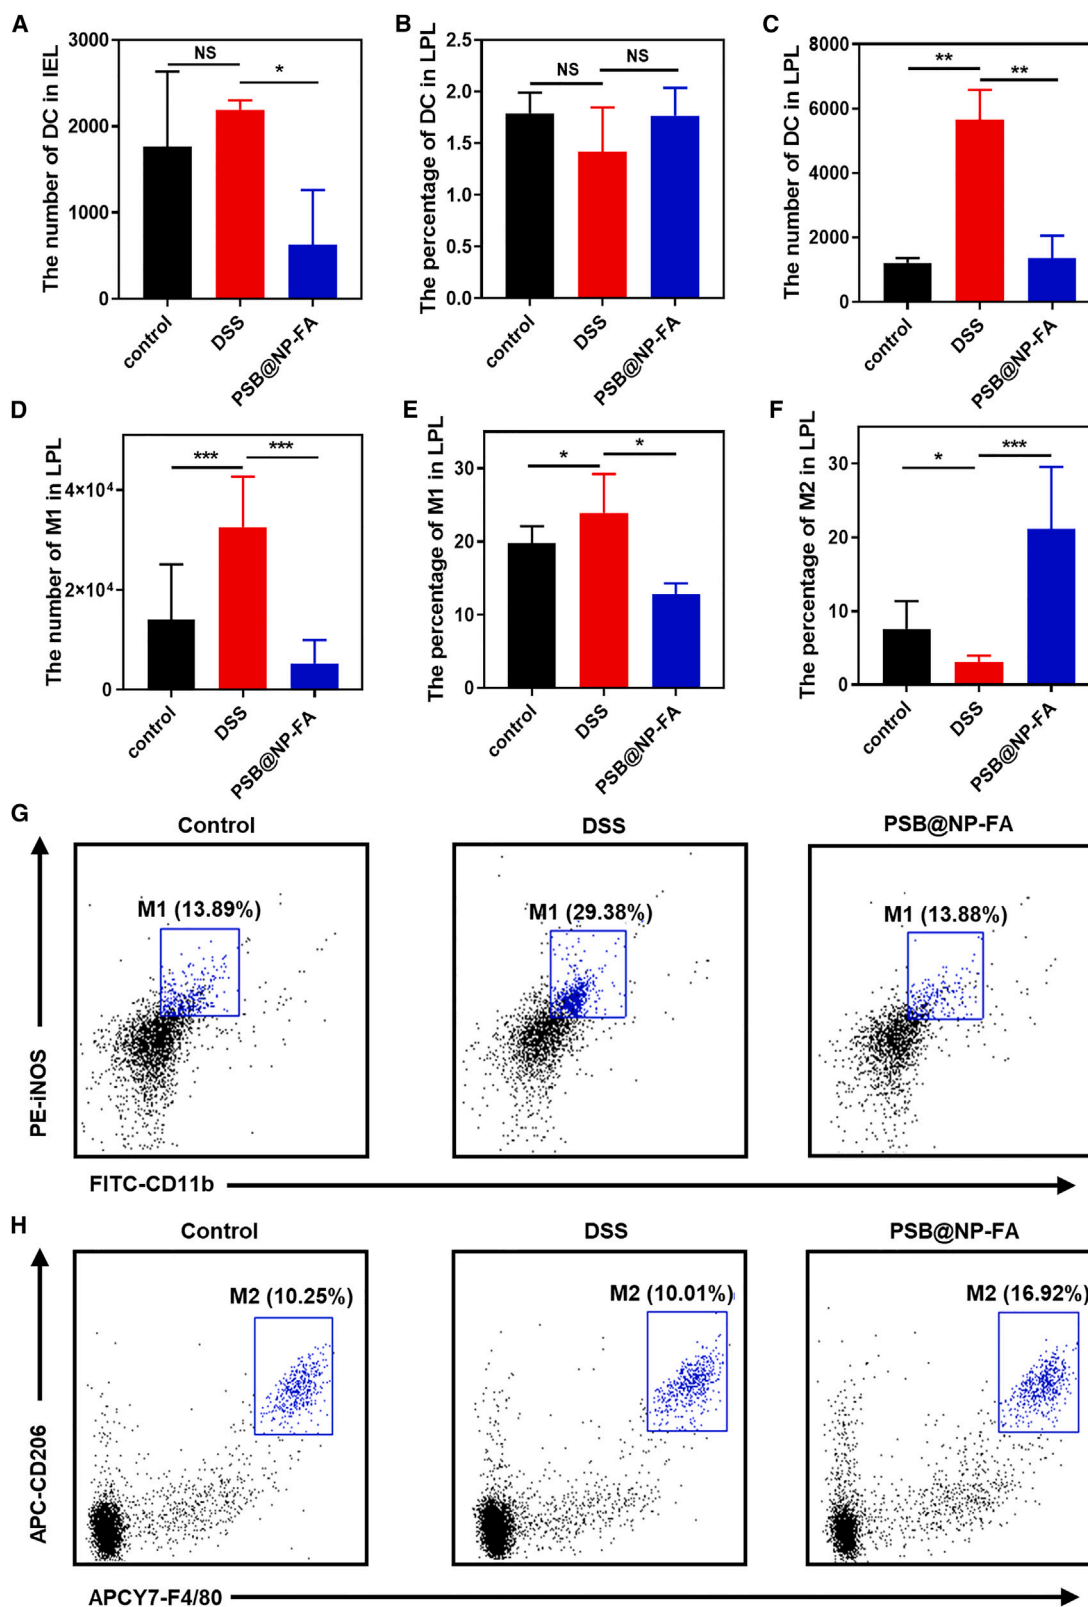 A
The number of DC in IEL
3000
2000
1000
0
NS
*
control
DSS
PSB@NP-FA
B
The percentage of DC in LPL
2.5
2.0
1.5
1.0
0.5
0.0
NS
NS
control
DSS
PSB@NP-FA
C
The number of DC in LPL
8000
6000
4000
2000
0
**
**
control
DSS
PSB@NP-FA
D
The number of M1 in LPL
4×10⁴
2×10⁴
0
***
***
control
DSS
PSB@NP-FA
E
The percentage of M1 in LPL
30
20
10
0
*
*
control
DSS
PSB@NP-FA
F
The percentage of M2 in LPL
30
20
10
0
*
***
control
DSS
PSB@NP-FA
G
Control
DSS
PSB@NP-FA
M1 (13.89%)
M1 (29.38%)
M1 (13.88%)
PE-iNOS
FITC-CD11b
H
Control
DSS
PSB@NP-FA
M2 (10.25%)
M2 (10.01%)
M2 (16.92%)
APC-CD206
APCY7-F4/80